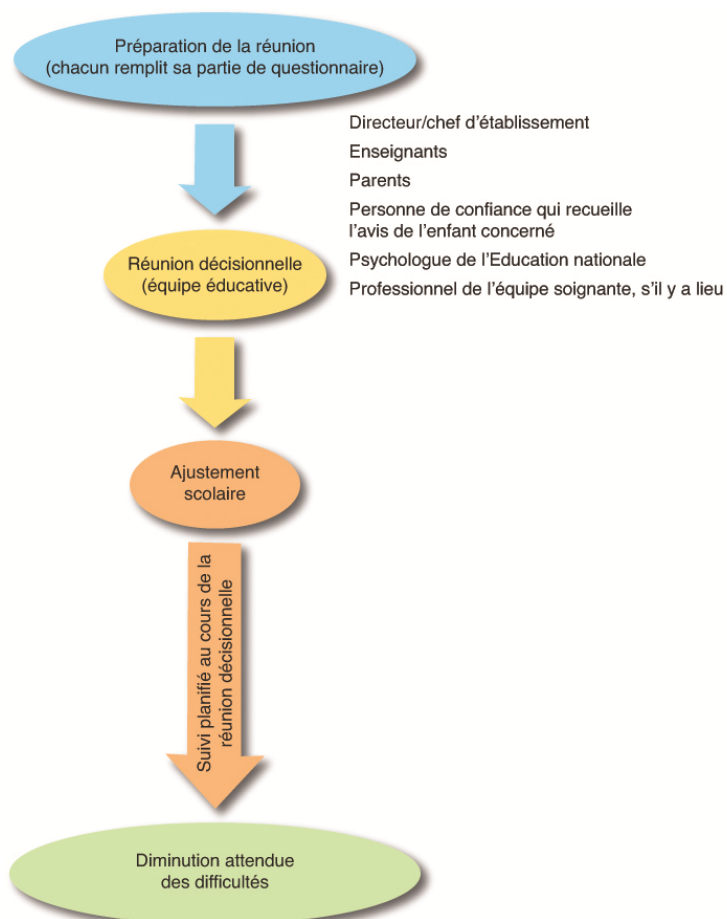 Préparation de la réunion
(chacun remplit sa partie de questionnaire)
Directeur/chef d'établissement
Enseignants
Parents
Personne de confiance qui recueille
l'avis de l'enfant concerné
Psychologue de l'Education nationale
Professionnel de l'équipe soignante, s'il y a lieu
Réunion décisionnelle
(équipe éducative)
Ajustement
scolaire
Suivi planifié au cours de la
réunion décisionnelle
Diminution attendue
des difficultés